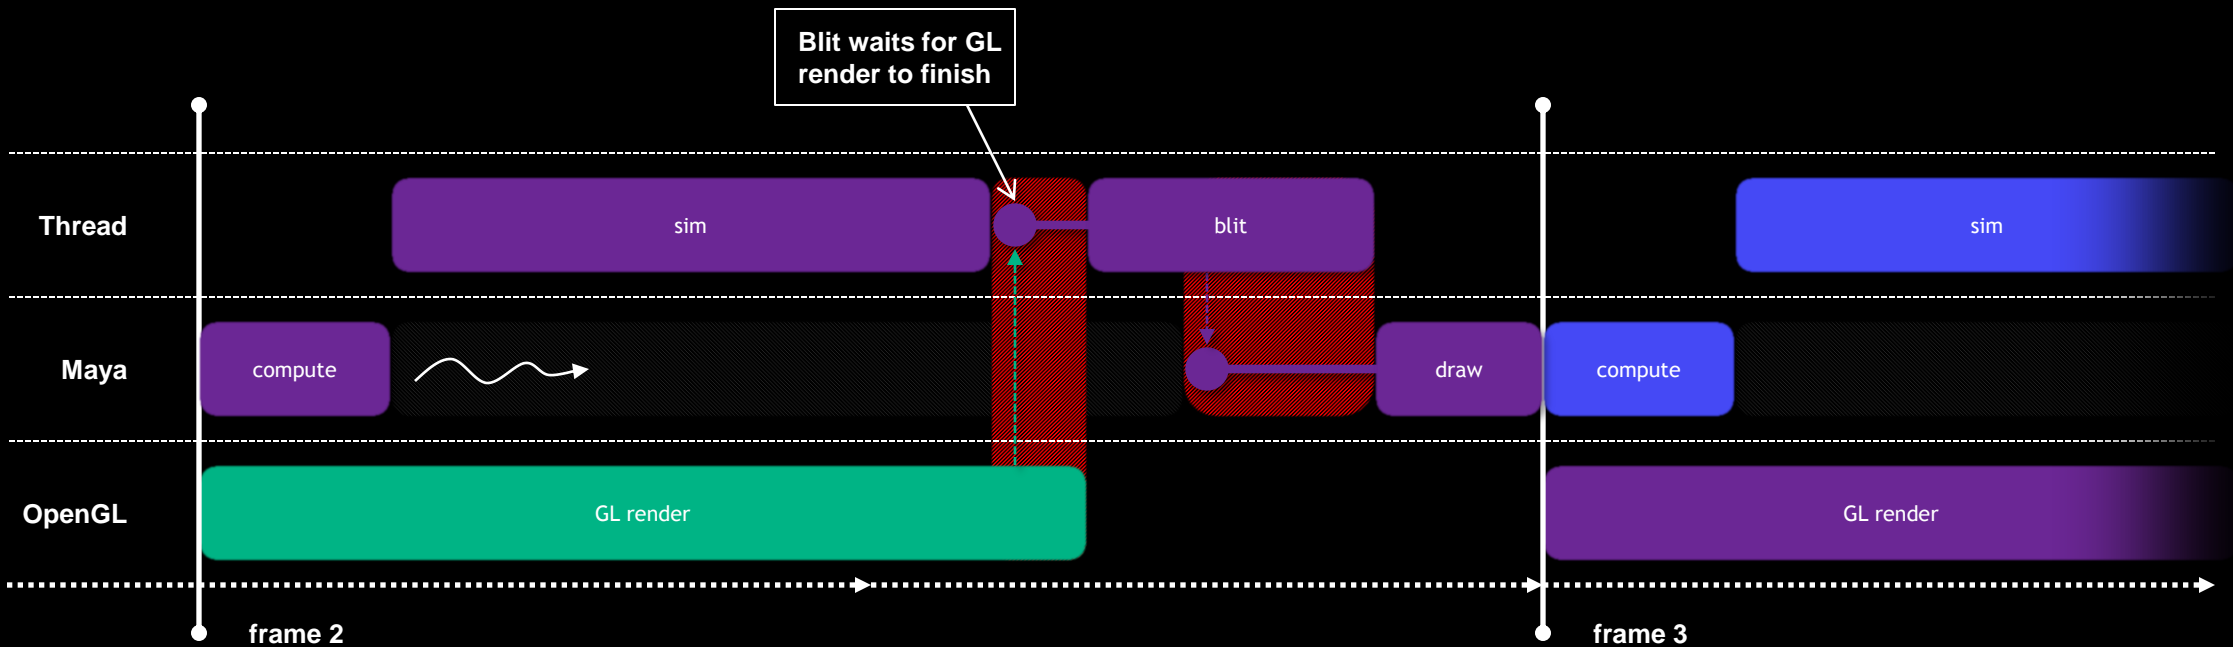 Blit waits for GL
render to finish
Thread
sim
blit
sim
Maya
compute
draw
compute
OpenGL
GL render
GL render
frame 2
frame 3